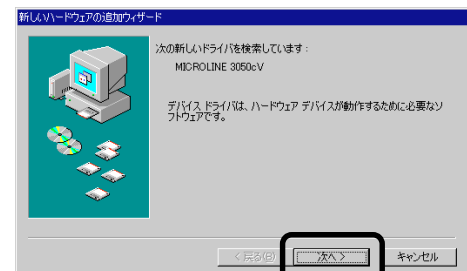 新しいハードウェアの追加ウィザード
次の新しいドライバを検索しています :
MICROLINE 3050cV
デバイス ドライバは、ハードウェア デバイスが動作するために必要なソ
フトウェアです。
< 戻る(B)
次へ >
キャンセル